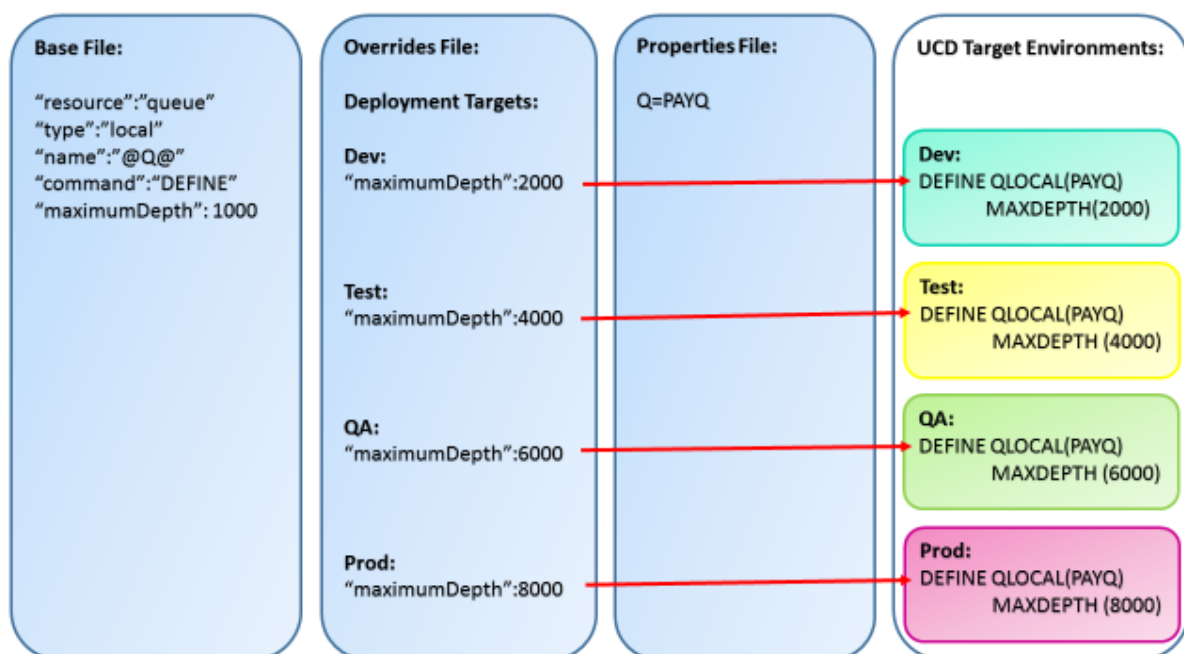 Base File:
“resource”:”queue”
“type”:”local”
“name”:”@Q@”
“command”:“DEFINE”
“maximumDepth”: 1000
Overrides File:
Deployment Targets:
Dev:
“maximumDepth”:2000
Test:
“maximumDepth”:4000
QA:
“maximumDepth”:6000
Prod:
“maximumDepth”:8000
Properties File:
Q=PAYQ
UCD Target Environments:
Dev:
DEFINE QLOCAL(PAYQ)
MAXDEPTH(2000)
Test:
DEFINE QLOCAL(PAYQ)
MAXDEPTH (4000)
QA:
DEFINE QLOCAL(PAYQ)
MAXDEPTH (6000)
Prod:
DEFINE QLOCAL(PAYQ)
MAXDEPTH (8000)